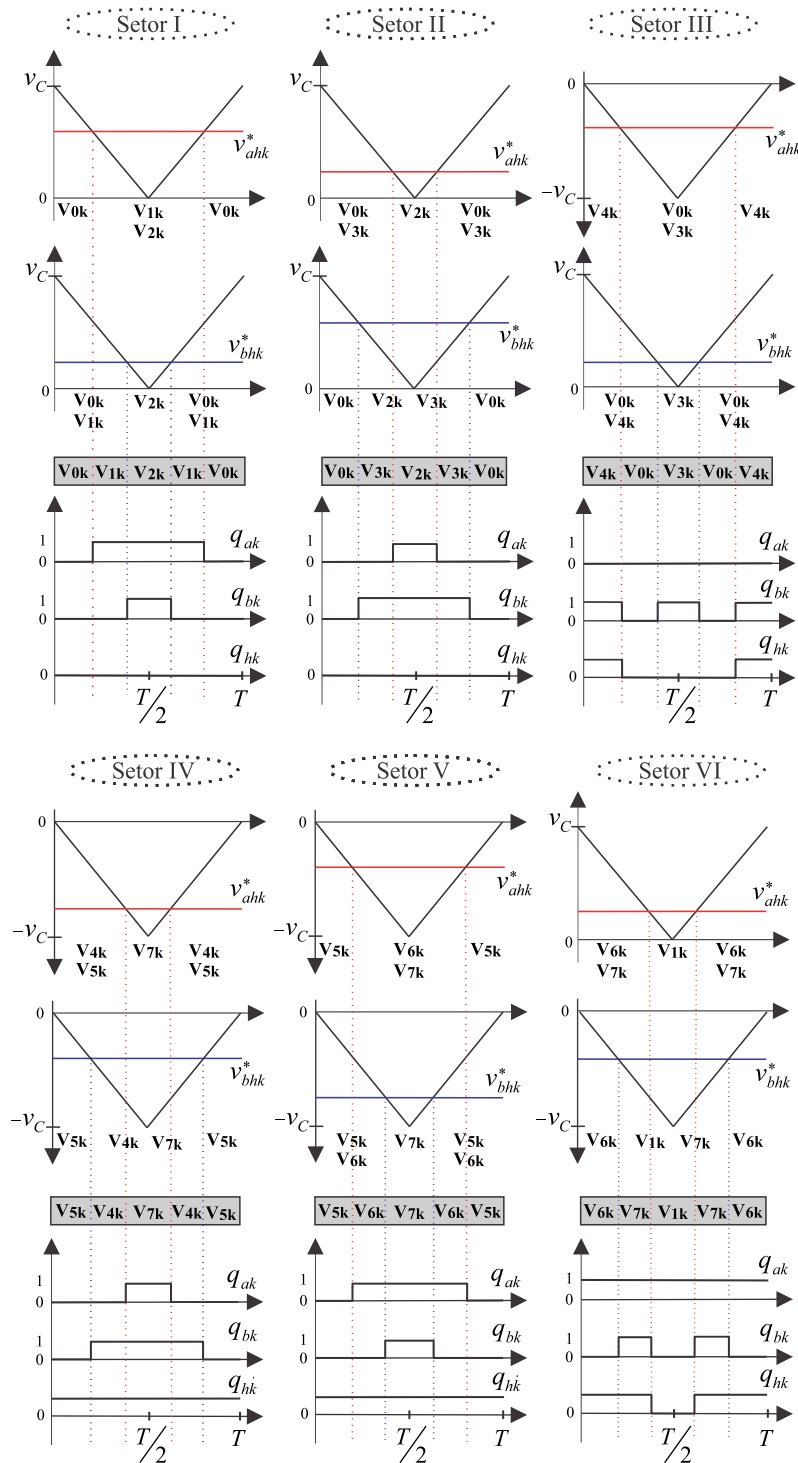 Setor I
v_C
v*_ahk
0
V0k V1k V0k
V2k
v_C
v*_bhk
0
V0k V2k V0k
V1k V1k
V0k V1k V2k V1k V0k
1
0
q_ak
1
0
q_bk
0
q_hk
T/2
T
Setor II
v_C
v*_ahk
0
V0k V2k V0k
V3k V3k
v_C
v*_bhk
0
V0k V2k V3k V0k
V0k V3k V2k V3k V0k
1
0
q_ak
1
0
q_bk
0
q_hk
T/2
T
Setor III
0
v*_ahk
−v_C
V4k V0k V4k
V3k
v_C
v*_bhk
0
V0k V3k V0k
V4k V4k
V4k V0k V3k V0k V4k
1
0
q_ak
1
0
q_bk
0
q_hk
T/2
T
Setor IV
0
v*_ahk
−v_C
V4k V7k V4k
V5k V5k
0
v*_bhk
−v_C
V5k V4k V7k V5k
V5k V4k V7k V4k V5k
1
0
q_ak
1
0
q_bk
q_hk
0
T/2
T
Setor V
0
v*_ahk
−v_C
V5k V6k V5k
V7k
0
v*_bhk
−v_C
V5k V7k V5k
V6k V6k
V5k V6k V7k V6k V5k
1
0
q_ak
1
0
q_bk
q_hk
0
T/2
T
Setor VI
v_C
v*_ahk
0
V6k V1k V6k
V7k V7k
0
v*_bhk
−v_C
V6k V1k V7k V6k
V6k V7k V1k V7k V6k
1
0
q_ak
1
0
q_bk
q_hk
0
T/2
T